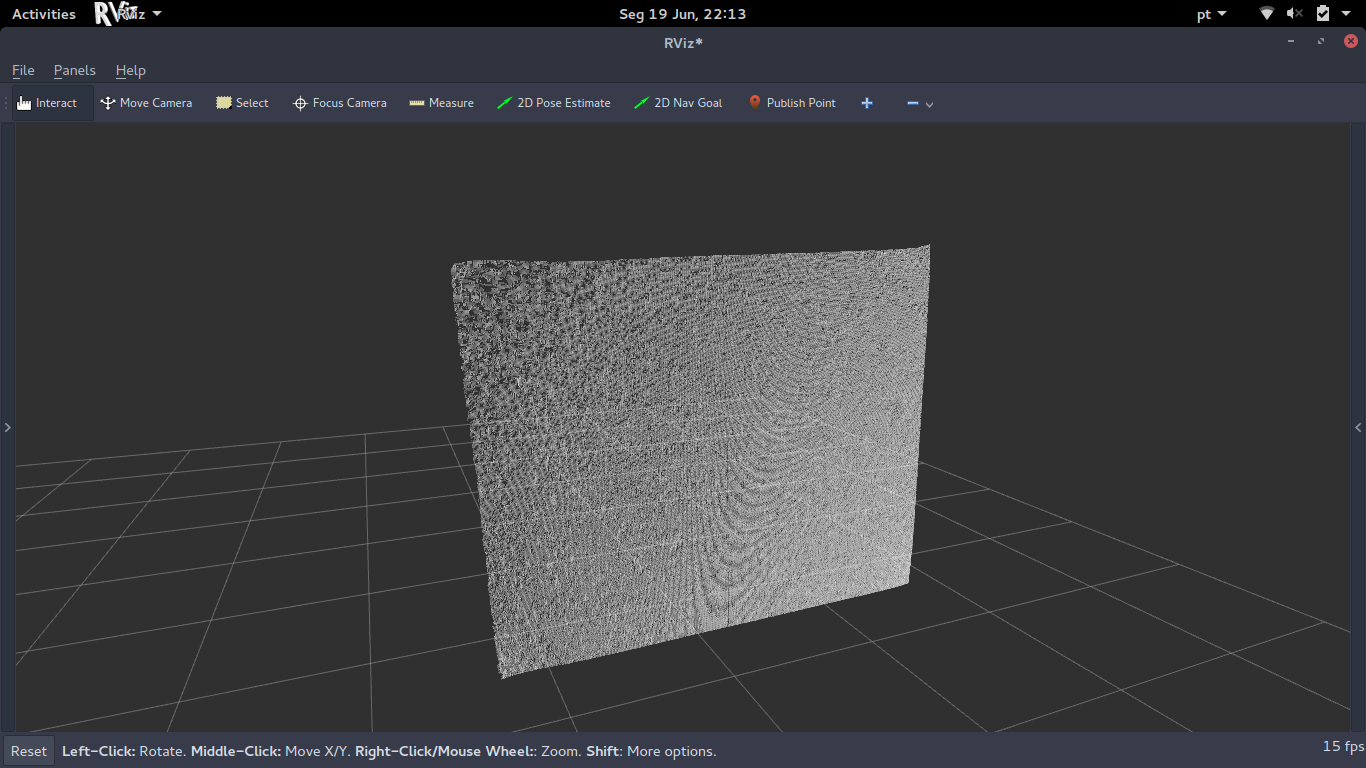 Activities RViz RViz Seg 19 Jun, 22:13 pt
RViz*
File Panels Help
Interact Move Camera Select Focus Camera Measure 2D Pose Estimate 2D Nav Goal Publish Point
Reset Left-Click: Rotate. Middle-Click: Move X/Y. Right-Click/Mouse Wheel:: Zoom. Shift: More options. 15 fps